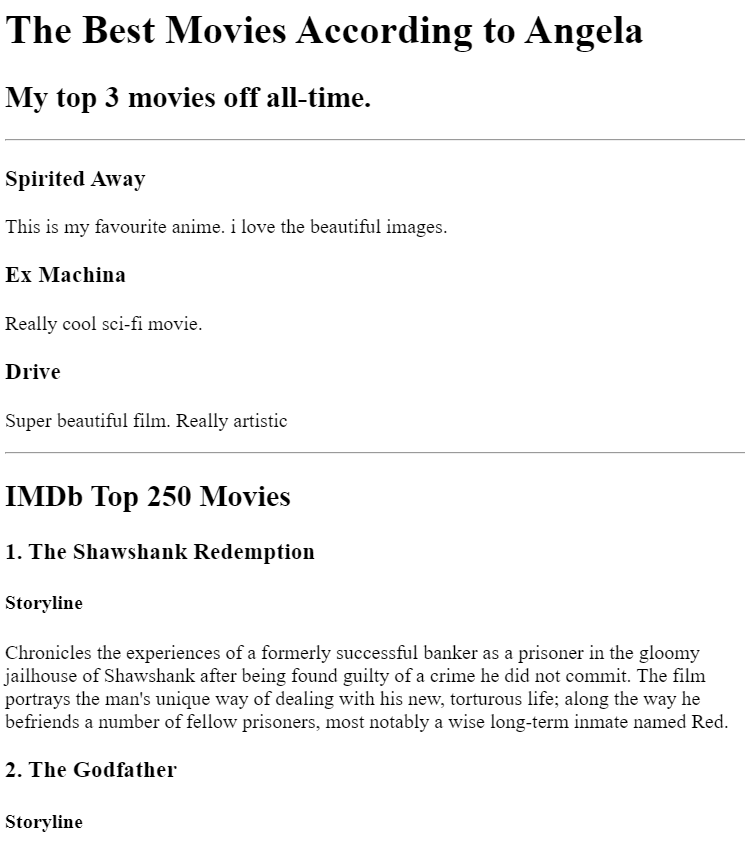 The Best Movies According to Angela
My top 3 movies off all-time.
Spirited Away
This is my favourite anime. i love the beautiful images.
Ex Machina
Really cool sci-fi movie.
Drive
Super beautiful film. Really artistic
IMDb Top 250 Movies
1. The Shawshank Redemption
Storyline
Chronicles the experiences of a formerly successful banker as a prisoner in the gloomy
jailhouse of Shawshank after being found guilty of a crime he did not commit. The film
portrays the man's unique way of dealing with his new, torturous life; along the way he
befriends a number of fellow prisoners, most notably a wise long-term inmate named Red.
2. The Godfather
Storyline